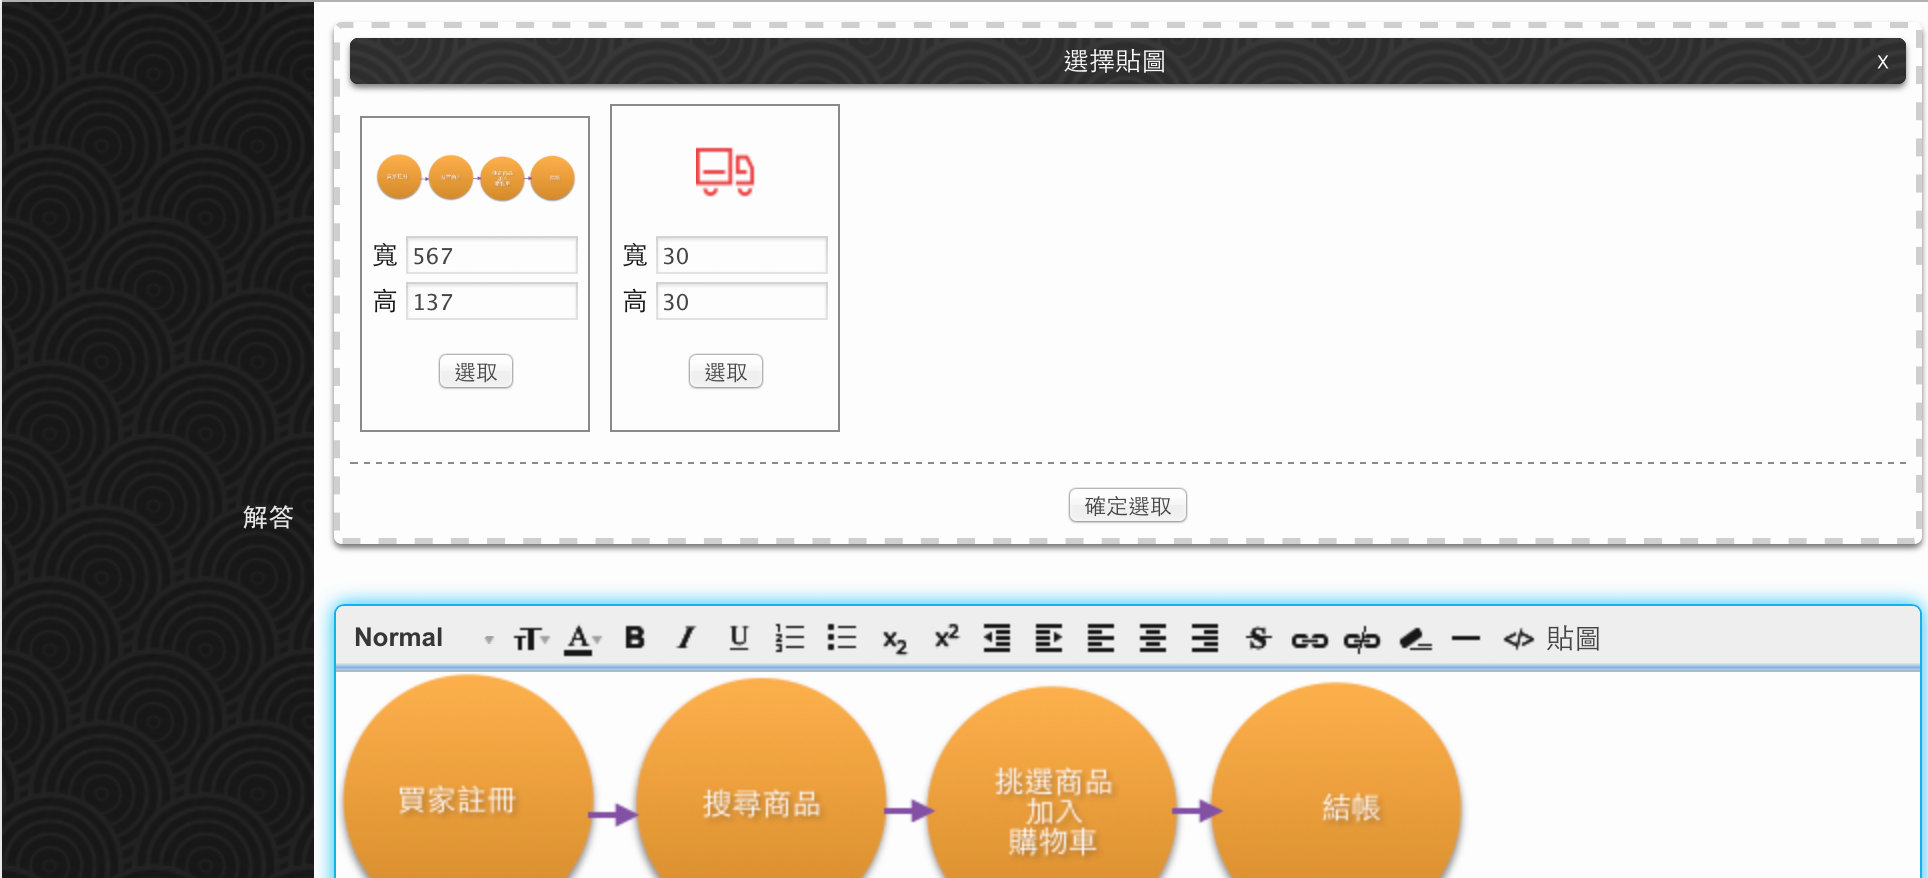 選擇貼圖 X
寬 567
高 137
選取
寬 30
高 30
選取
確定選取
解答
Normal
貼圖
買家註冊
搜尋商品
挑選商品
加入
購物車
結帳